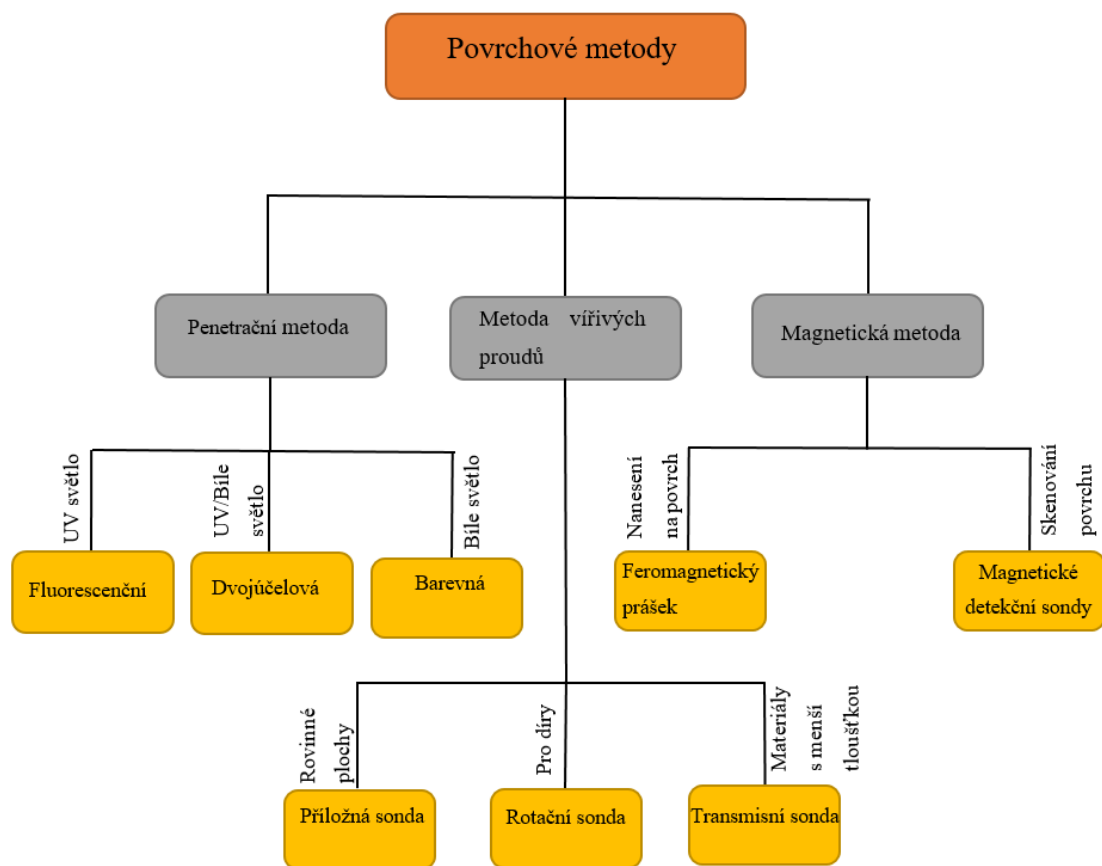 Povrchové metody
Penetrační metoda
Metoda vířivých
proudů
Magnetická metoda
UV světlo
UV/Bíle
světlo
Bíle světlo
Nanesení
na povrch
Skenování
povrchu
Fluorescenční
Dvojúčelová
Barevná
Feromagnetický
prášek
Magnetické
detekční sondy
Rovinné
plochy
Pro díry
Materiály
s menší
tloušťkou
Příložná sonda
Rotační sonda
Transmisní sonda